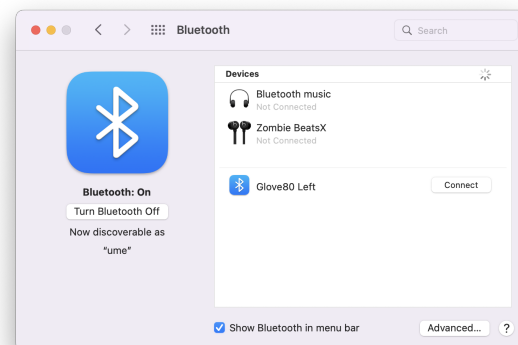 Bluetooth
Search
Bluetooth: On
Turn Bluetooth Off
Now discoverable as
“ume”
Devices
Bluetooth music
Not Connected
Zombie BeatsX
Not Connected
Glove80 Left
Connect
Show Bluetooth in menu bar
Advanced...
?